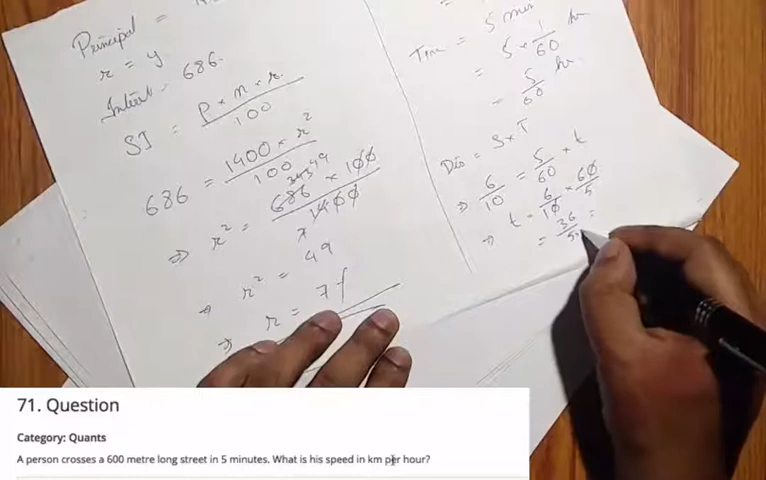 Principal =
r = y
Interest = 686.
SI = P × n × r. / 100
686 = 1400 × r² / 100
⇒ r² = 686 × 100 / 1400
343 49
7
⇒ r² = 49
⇒ r = 7
Time = 5 min
= 5 × 1/60 hr
= 5/60 hr.
Dis = S × T
⇒ 6/10 = 5/60 × t
⇒ t = 6/10 × 60/5 =
= 36/5
71. Question
Category: Quants
A person crosses a 600 metre long street in 5 minutes. What is his speed in km per hour?